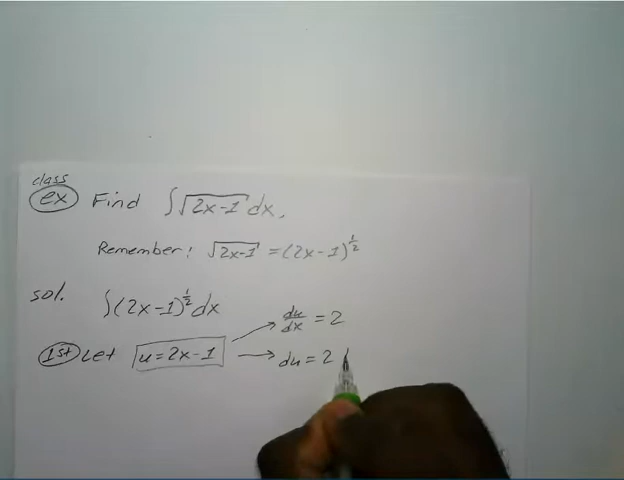 class
ex Find ∫√2x-1 dx.
Remember: √2x-1 = (2x-1)^1/2
sol. ∫(2x-1)^1/2 dx
du/dx = 2
1st Let u=2x-1 → du = 2